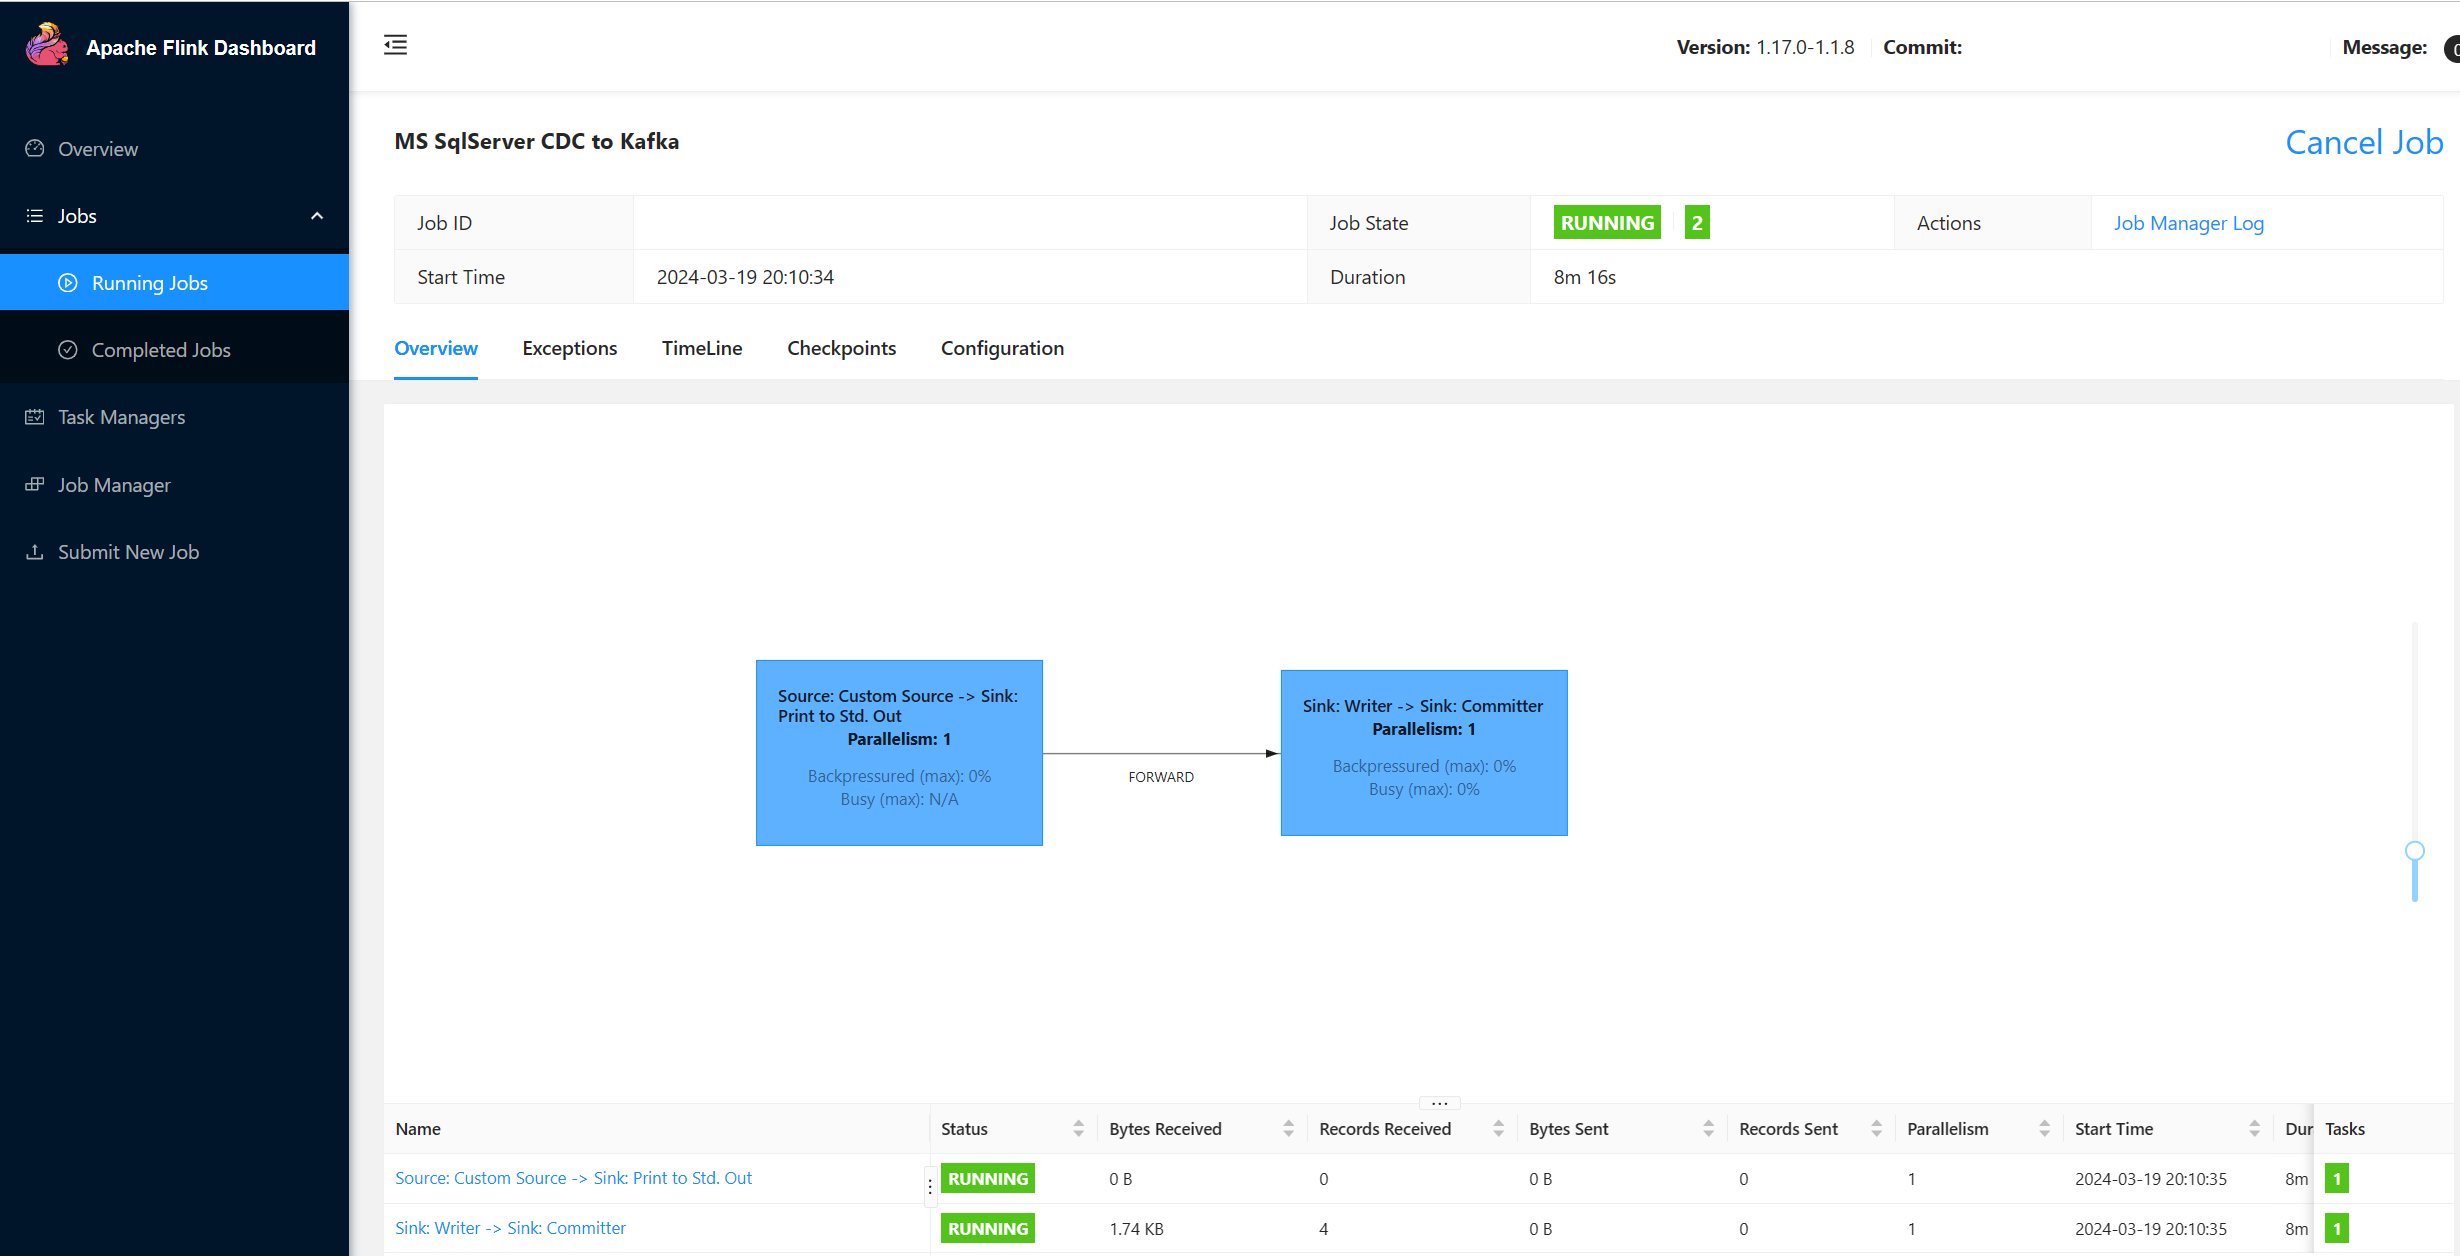 Apache Flink Dashboard
Version: 1.17.0-1.1.8 Commit: Message:
Overview
Jobs
Running Jobs
Completed Jobs
Task Managers
Job Manager
Submit New Job
MS SqlServer CDC to Kafka
Cancel Job
Job ID Job State RUNNING 2 Actions Job Manager Log
Start Time 2024-03-19 20:10:34 Duration 8m 16s
Overview Exceptions TimeLine Checkpoints Configuration
Source: Custom Source -> Sink:
Print to Std. Out
Parallelism: 1
Backpressured (max): 0%
Busy (max): N/A
FORWARD
Sink: Writer -> Sink: Committer
Parallelism: 1
Backpressured (max): 0%
Busy (max): 0%
Name Status Bytes Received Records Received Bytes Sent Records Sent Parallelism Start Time Dur Tasks
Source: Custom Source -> Sink: Print to Std. Out RUNNING 0 B 0 0 B 0 1 2024-03-19 20:10:35 8m 1
Sink: Writer -> Sink: Committer RUNNING 1.74 KB 4 0 B 0 1 2024-03-19 20:10:35 8m 1